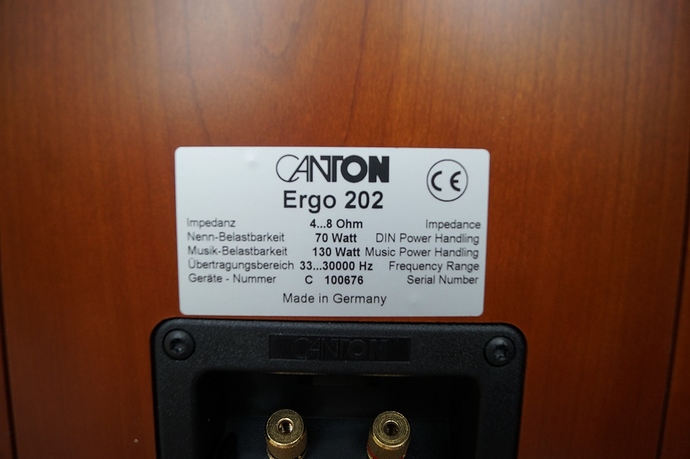 CANTON
CE
Ergo 202
Impedanz 4...8 Ohm Impedance
Nenn-Belastbarkeit 70 Watt DIN Power Handling
Musik-Belastbarkeit 130 Watt Music Power Handling
Übertragungsbereich 33...30000 Hz Frequency Range
Geräte - Nummer C 100676 Serial Number
Made in Germany
CANTON